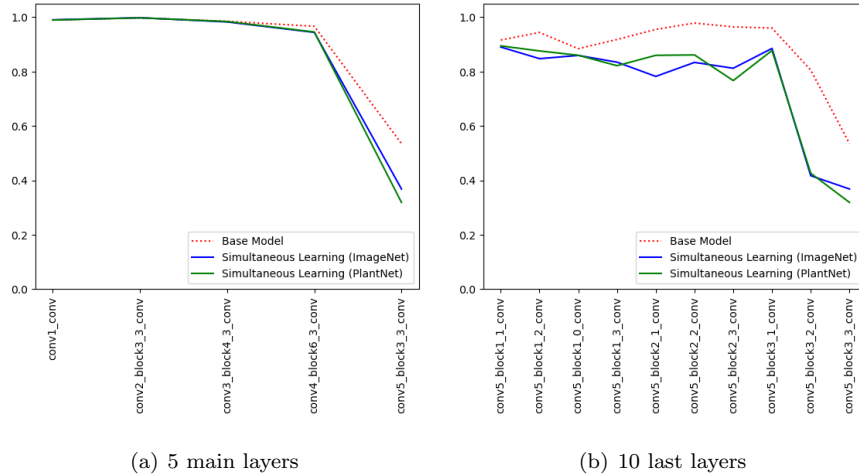 1.0
0.8
0.6
0.4
0.2
0.0
Base Model
Simultaneous Learning (ImageNet)
Simultaneous Learning (PlantNet)
conv1_conv
conv2_block3_3_conv
conv3_block4_3_conv
conv4_block6_3_conv
conv5_block3_3_conv
(a) 5 main layers
1.0
0.8
0.6
0.4
0.2
0.0
Base Model
Simultaneous Learning (ImageNet)
Simultaneous Learning (PlantNet)
conv5_block1_1_conv
conv5_block1_2_conv
conv5_block1_0_conv
conv5_block1_3_conv
conv5_block2_1_conv
conv5_block2_2_conv
conv5_block2_3_conv
conv5_block3_1_conv
conv5_block3_2_conv
conv5_block3_3_conv
(b) 10 last layers